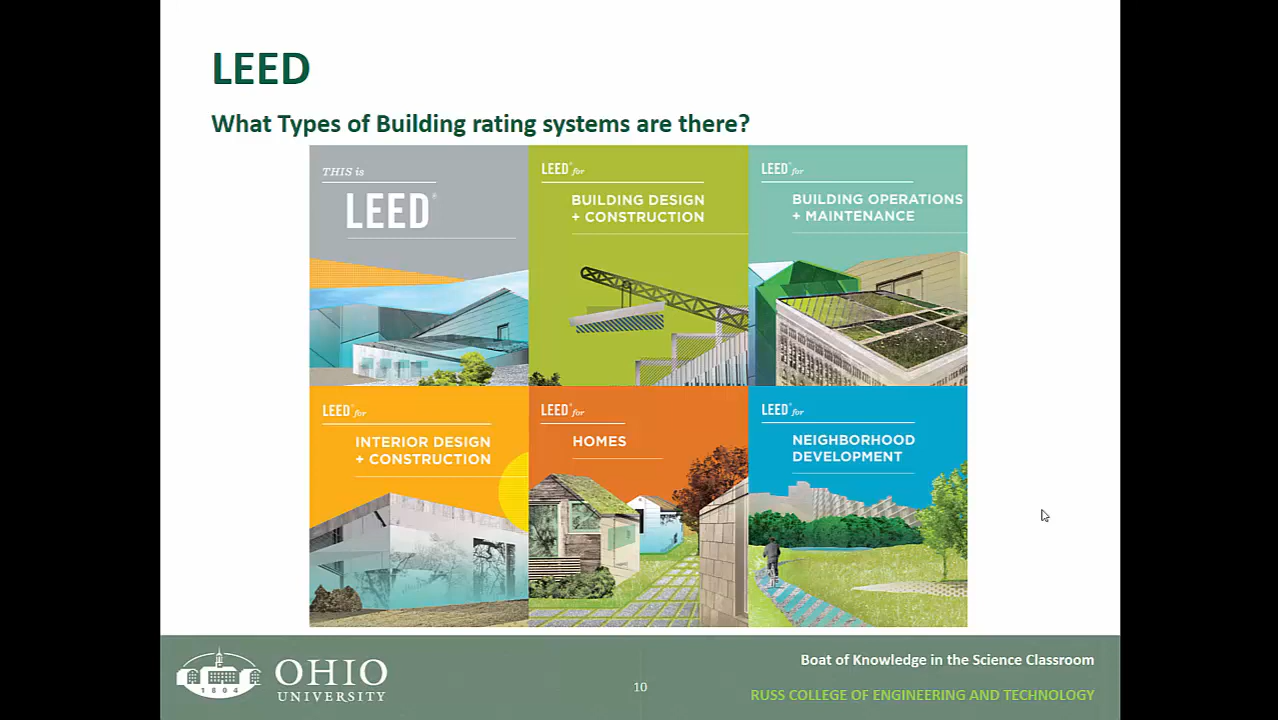 LEED
What Types of Building rating systems are there?
THIS is
LEED®
LEED® for
BUILDING DESIGN
+ CONSTRUCTION
LEED® for
BUILDING OPERATIONS
+ MAINTENANCE
LEED® for
INTERIOR DESIGN
+ CONSTRUCTION
LEED® for
HOMES
LEED® for
NEIGHBORHOOD
DEVELOPMENT
1804
OHIO
UNIVERSITY
10
Boat of Knowledge in the Science Classroom
RUSS COLLEGE OF ENGINEERING AND TECHNOLOGY